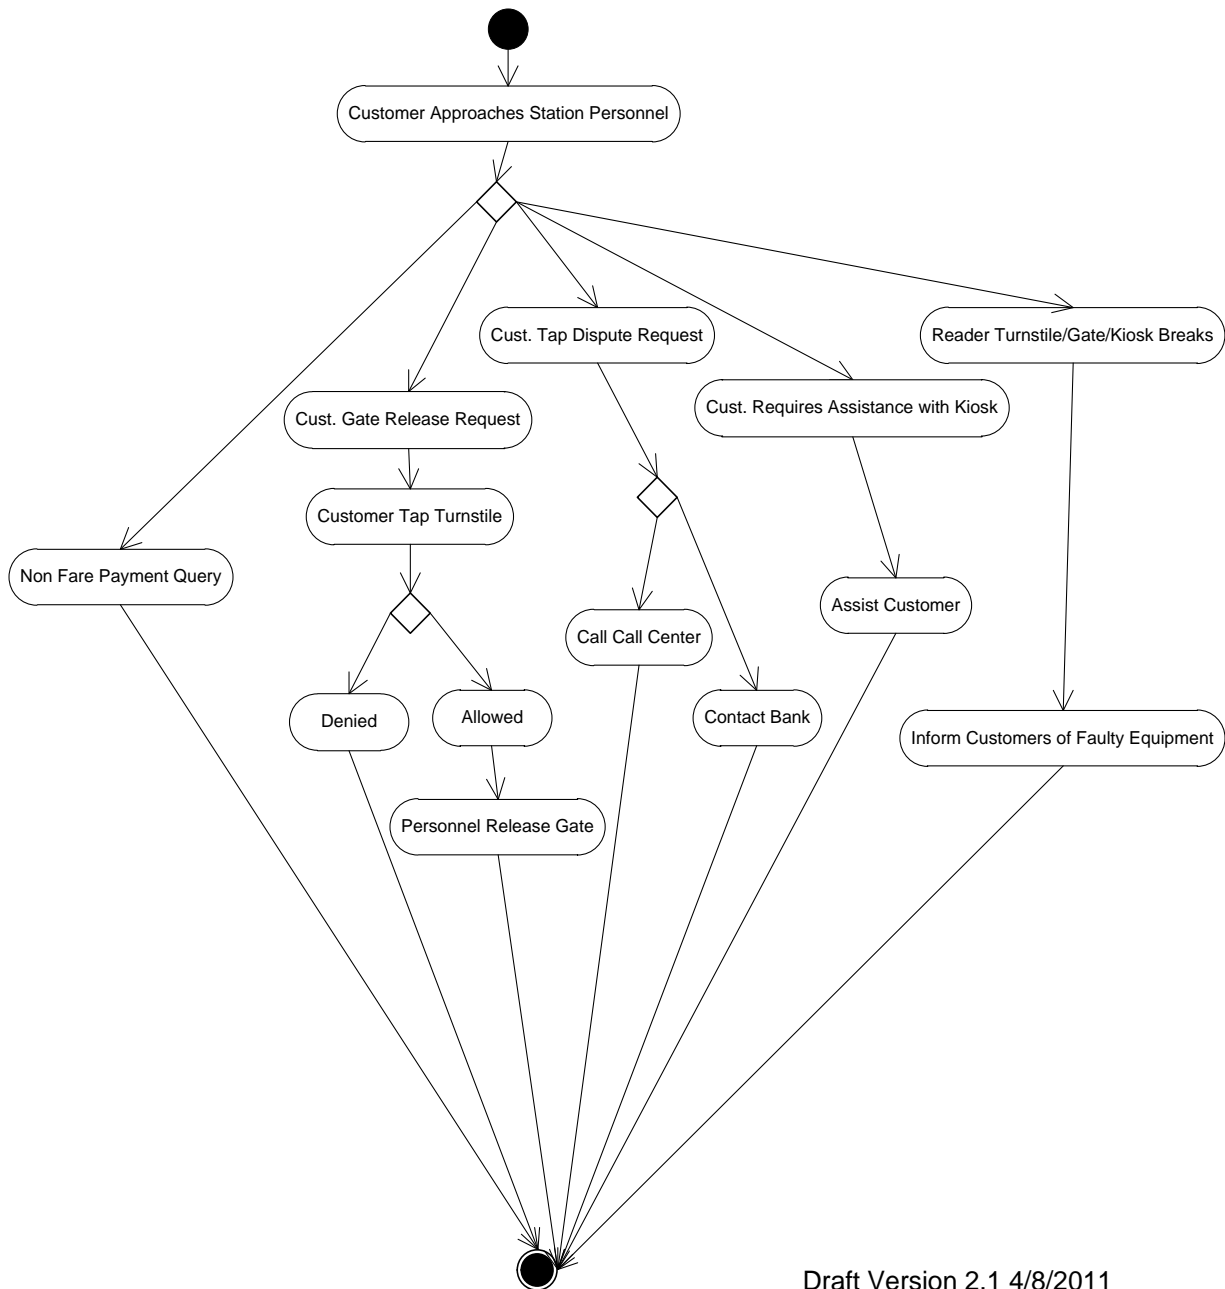 Customer Approaches Station Personnel
Cust. Tap Dispute Request
Reader Turnstile/Gate/Kiosk Breaks
Cust. Gate Release Request
Cust. Requires Assistance with Kiosk
Customer Tap Turnstile
Non Fare Payment Query
Assist Customer
Call Call Center
Denied
Allowed
Contact Bank
Inform Customers of Faulty Equipment
Personnel Release Gate
Draft Version 2.1 4/8/2011